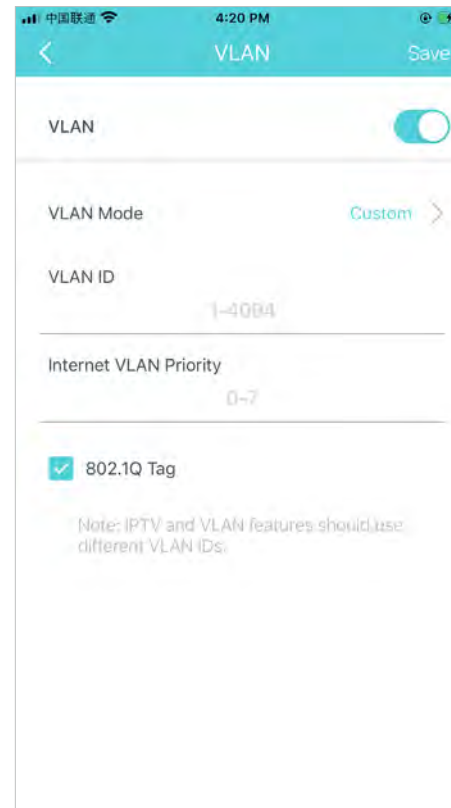 中国联通
4:20 PM
VLAN
Save
VLAN
VLAN Mode
Custom
VLAN ID
1-4094
Internet VLAN Priority
0-7
802.1Q Tag
Note: IPTV and VLAN features should use
different VLAN IDs.